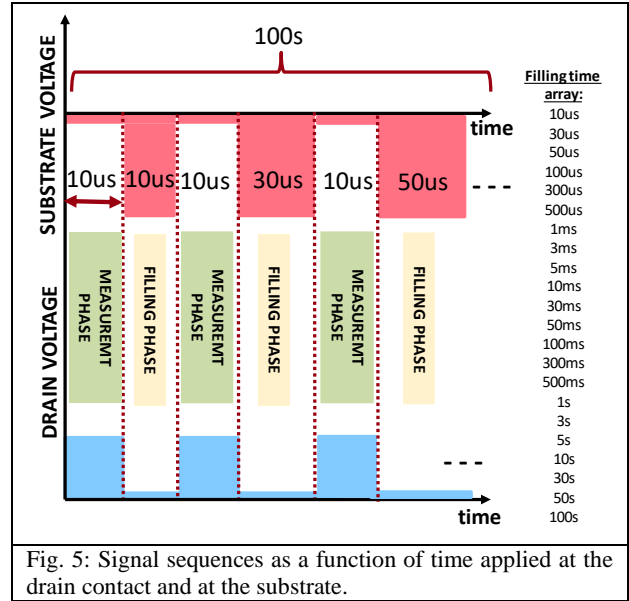 100s
SUBSTRATE VOLTAGE
time
10us
10us
10us
30us
10us
50us
DRAIN VOLTAGE
MEASUREMT
PHASE
FILLING PHASE
MEASUREMT
PHASE
FILLING PHASE
MEASUREMT
PHASE
FILLING PHASE
time
Filling time
array:
10us
30us
50us
100us
300us
500us
1ms
3ms
5ms
10ms
30ms
50ms
100ms
300ms
500ms
1s
3s
5s
10s
30s
50s
100s
Fig. 5: Signal sequences as a function of time applied at the
drain contact and at the substrate.